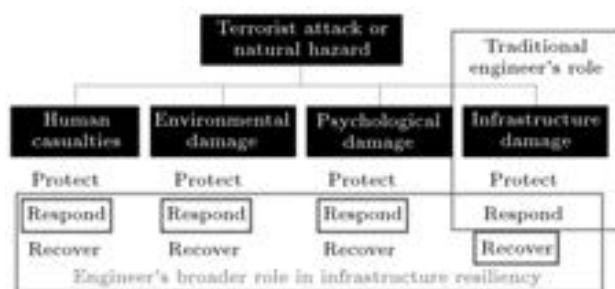 Terrorist attack or
natural hazard
Traditional
engineer's role
Human
casualties
Environmental
damage
Psychological
damage
Infrastructure
damage
Protect
Protect
Protect
Protect
Respond
Respond
Respond
Respond
Recover
Recover
Recover
Recover
Engineer's broader role in infrastructure resiliency